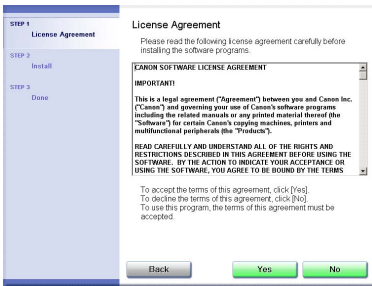 STEP 1
License Agreement
STEP 2
Install
STEP 3
Done
License Agreement
Please read the following license agreement carefully before
installing the software programs.
CANON SOFTWARE LICENSE AGREEMENT
IMPORTANT!
This is a legal agreement ("Agreement") between you and Canon Inc.
("Canon") and governing your use of Canon's software programs
including the related manuals or any printed material thereof (the
"Software") for certain Canon's copying machines, printers and
multifunctional peripherals (the "Products").
READ CAREFULLY AND UNDERSTAND ALL OF THE RIGHTS AND
RESTRICTIONS DESCRIBED IN THIS AGREEMENT BEFORE USING THE
SOFTWARE. BY THE ACTION TO INDICATE YOUR ACCEPTANCE OR
USING THE SOFTWARE, YOU AGREE TO BE BOUND BY THE TERMS
To accept the terms of this agreement, click [Yes].
To decline the terms of this agreement, click [No].
To use this program, the terms of this agreement must be
accepted.
Back
Yes
No